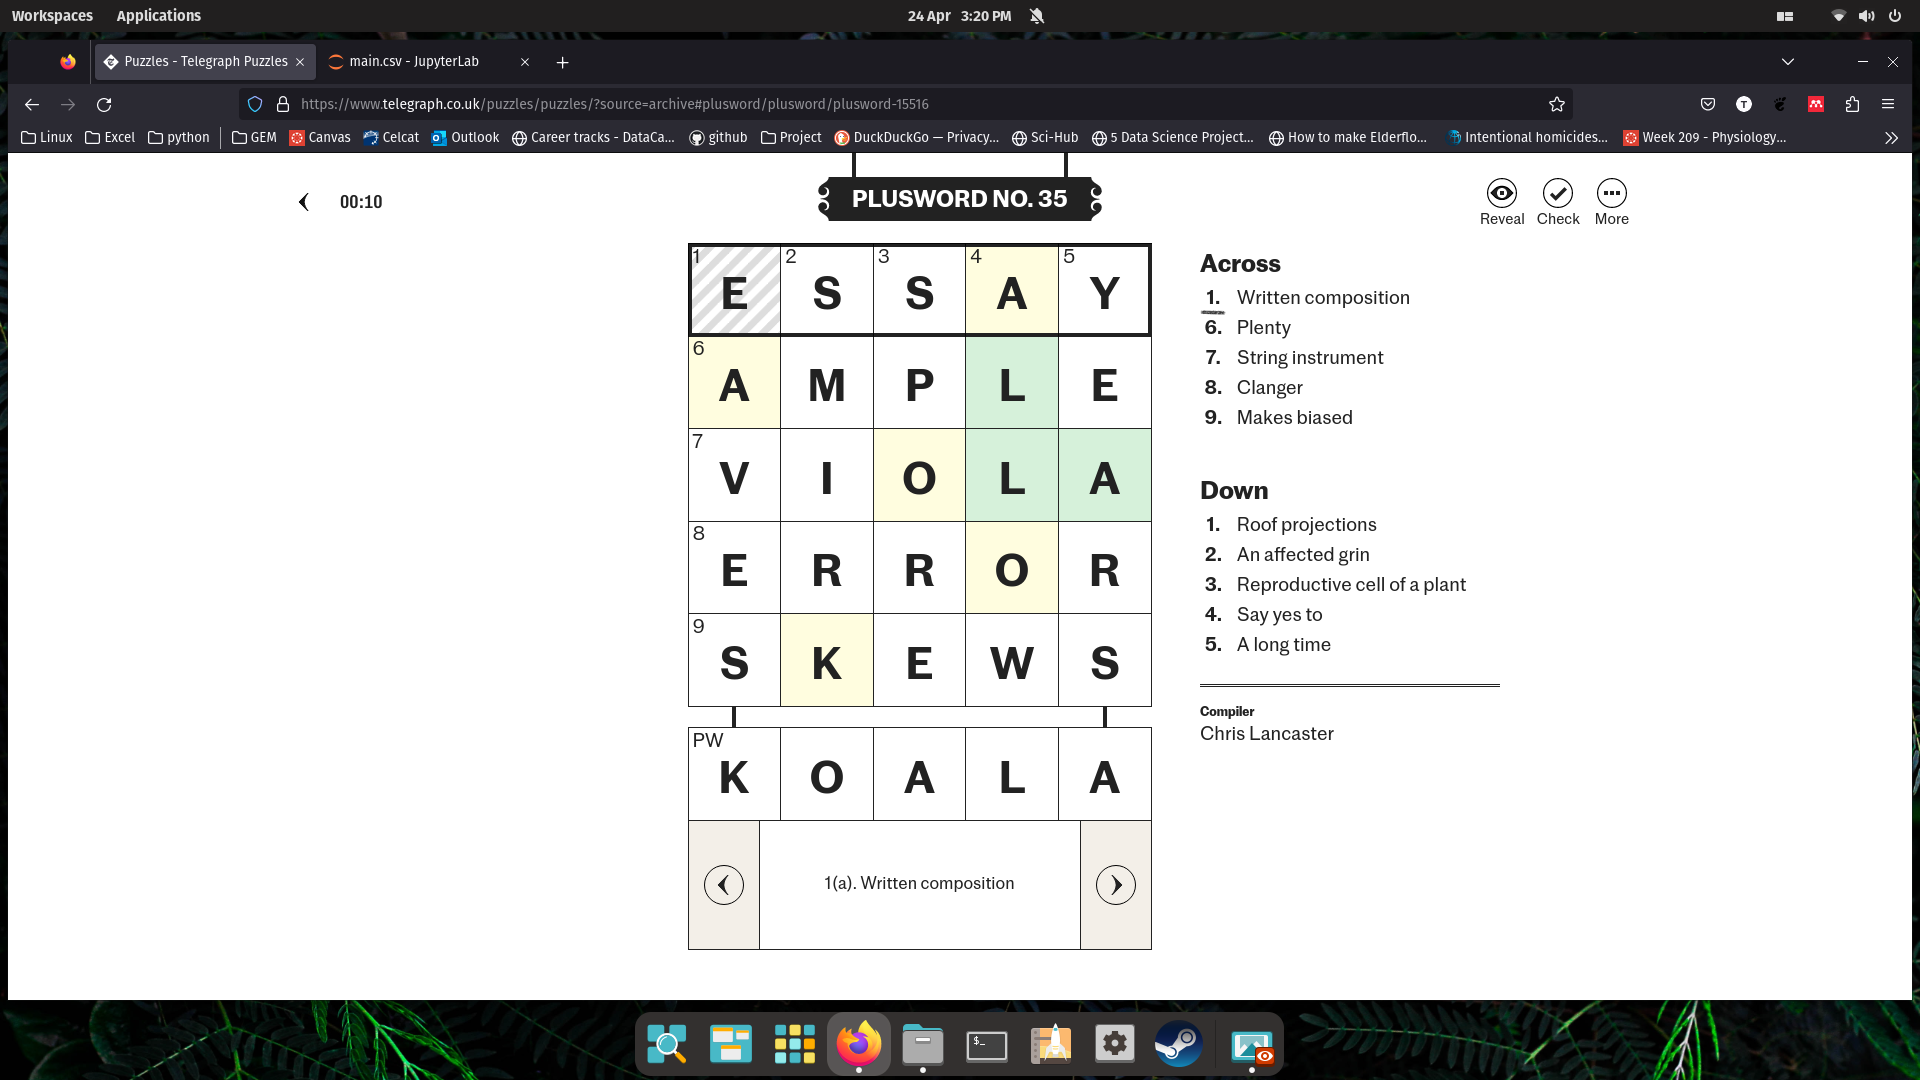 Workspaces Applications 24 Apr 3:20 PM
Puzzles - Telegraph Puzzles main.csv - JupyterLab
https://www.telegraph.co.uk/puzzles/puzzles/?source=archive#plusword/plusword/plusword-15516
Linux Excel python GEM Canvas Celcat Outlook Career tracks - DataCa... github Project DuckDuckGo — Privacy... Sci-Hub 5 Data Science Project... How to make Elderflo... Intentional homicides... Week 209 - Physiology...
00:10
PLUSWORD NO. 35
Reveal Check More
1 E 2 S 3 S 4 A 5 Y
6 A M P L E
7 V I O L A
8 E R R O R
9 S K E W S
PW K O A L A
1(a). Written composition
Across
1. Written composition
6. Plenty
7. String instrument
8. Clanger
9. Makes biased
Down
1. Roof projections
2. An affected grin
3. Reproductive cell of a plant
4. Say yes to
5. A long time
Compiler
Chris Lancaster